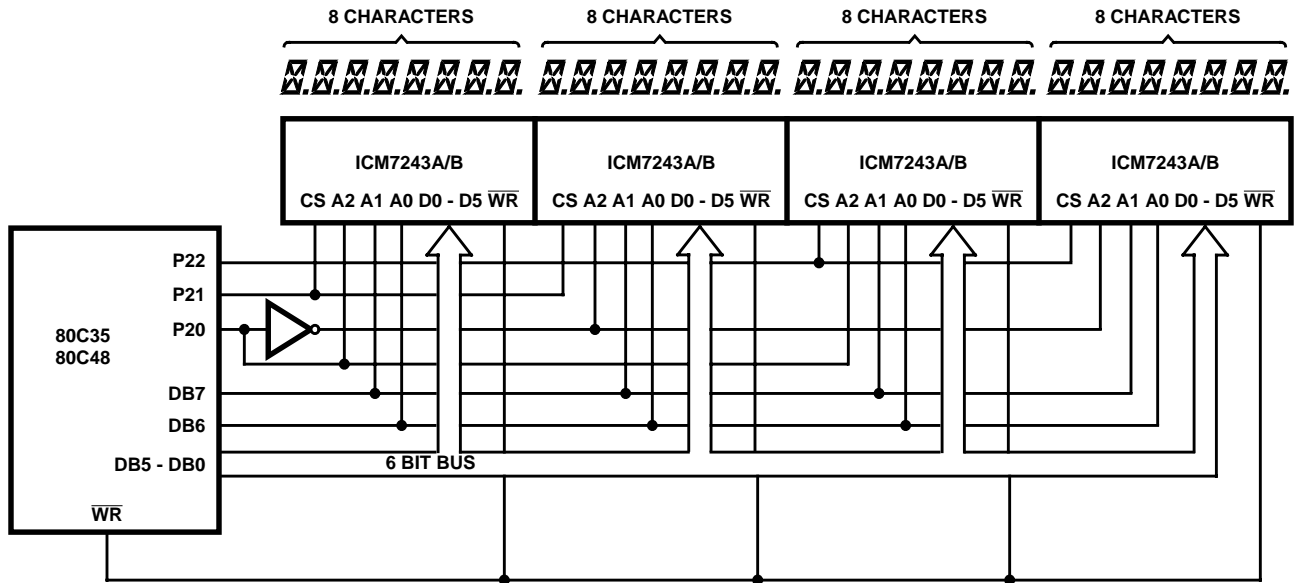 8 CHARACTERS 8 CHARACTERS 8 CHARACTERS 8 CHARACTERS
ICM7243A/B ICM7243A/B ICM7243A/B ICM7243A/B
CS A2 A1 A0 D0 - D5 WR CS A2 A1 A0 D0 - D5 WR CS A2 A1 A0 D0 - D5 WR CS A2 A1 A0 D0 - D5 WR
P22
P21
P20
80C35
80C48
DB7
DB6
DB5 - DB0
6 BIT BUS
WR